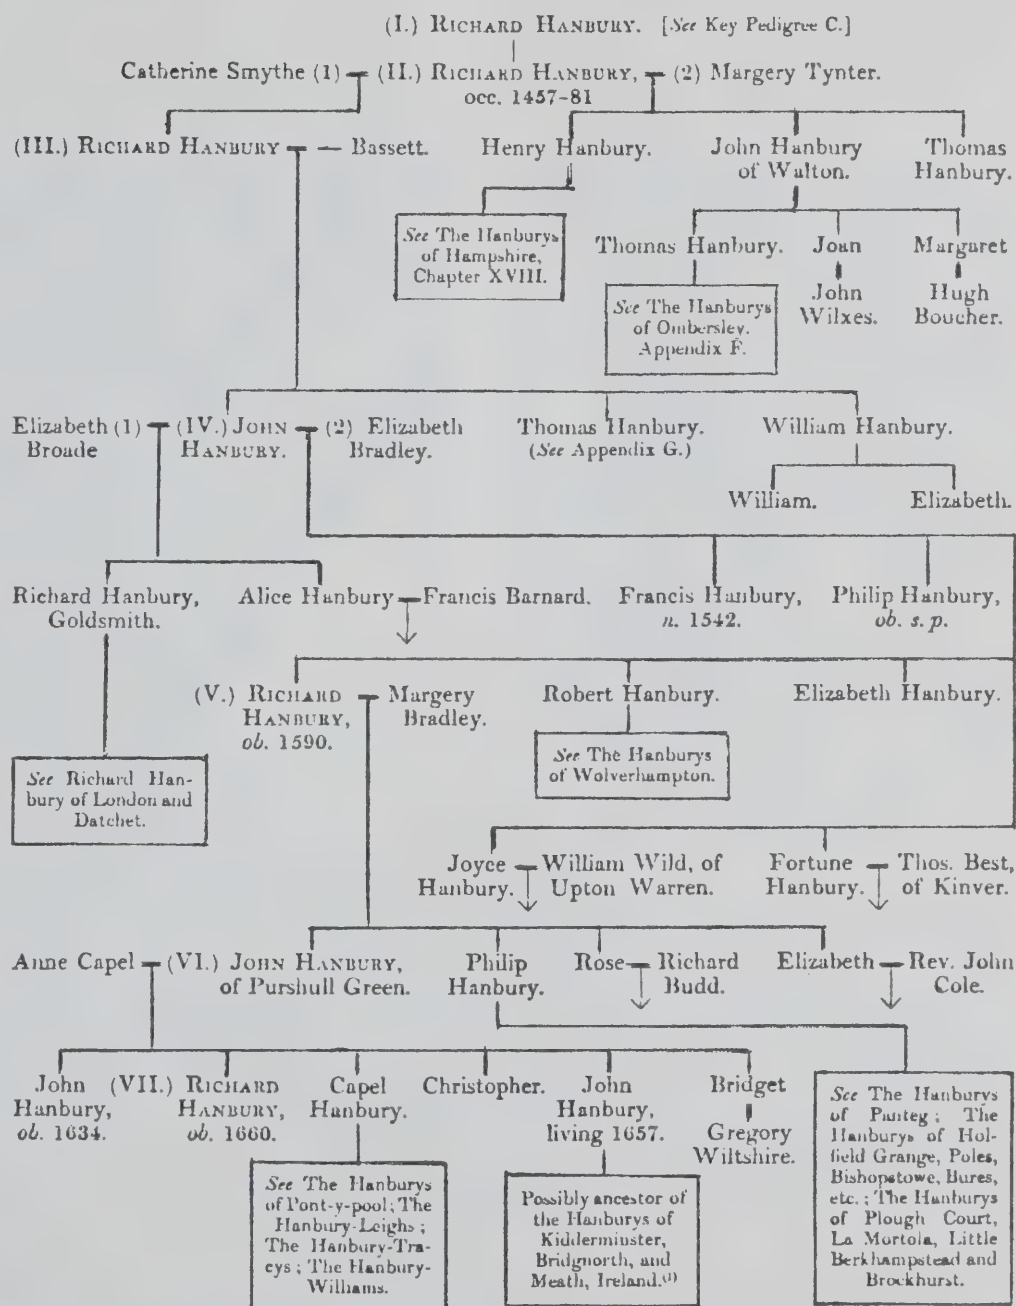 (I.) RICHARD HANBURY. [See Key Pedigree C.]
Catherine Smythe (1) — (II.) RICHARD HANBURY, — (2) Margery Tynter.
occ. 1457-81
(III.) RICHARD HANBURY — — Bassett.
Henry Hanbury.
John Hanbury
of Walton.
Thomas
Hanbury.
See The Hanburys
of Hampshire,
Chapter XVIII.
Thomas Hanbury.
Joan
Margaret
John
Wilxes.
Hugh
Boucher.
See The Hanburys
of Ombersley.
Appendix F.
Elizabeth (1)
Broade
(IV.) JOHN
HANBURY.
(2) Elizabeth
Bradley.
Thomas Hanbury.
(See Appendix G.)
William Hanbury.
William.
Elizabeth.
Richard Hanbury,
Goldsmith.
Alice Hanbury — Francis Barnard.
Francis Hanbury,
n. 1542.
Philip Hanbury,
ob. s. p.
(V.) RICHARD
HANBURY,
ob. 1590.
Margery
Bradley.
Robert Hanbury.
Elizabeth Hanbury.
See Richard Han-
bury of London and
Datchet.
See The Hanburys
of Wolverhampton.
Joyce
Hanbury.
William Wild, of
Upton Warren.
Fortune
Hanbury.
Thos. Best,
of Kinver.
Anne Capel — (VI.) JOHN HANBURY,
of Purshull Green.
Philip
Hanbury.
Rose
Richard
Budd.
Elizabeth
Rev. John
Cole.
John
Hanbury,
ob. 1634.
(VII.) RICHARD
HANBURY,
ob. 1660.
Capel
Hanbury.
Christopher.
John
Hanbury,
living 1657.
Bridget
Gregory
Wiltshire.
See The Hanburys
of Pont-y-pool; The
Hanbury-Leighs;
The Hanbury-Tra-
cys; The Hanbury-
Williams.
Possibly ancestor of
the Hanburys of
Kidderminster,
Bridgnorth, and
Meath, Ireland.(1)
See The Hanburys
of Panteg; The
Hanburys of Hol-
field Grange, Poles,
Bishopstowe, Bures,
etc.; The Hanburys
of Plough Court,
La Mortola, Little
Berkhampstead and
Brockhurst.